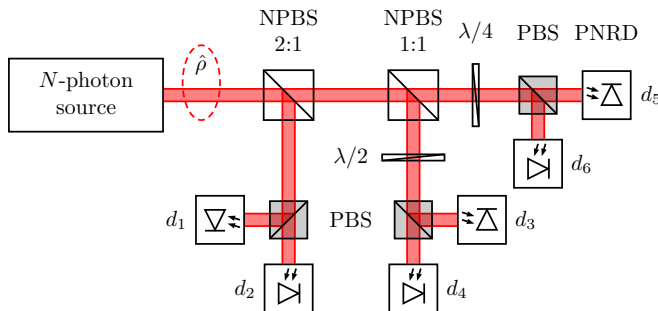 N-photon
source
ρ̂
NPBS
2:1
NPBS
1:1
λ/4
PBS
PNRD
d5
d6
λ/2
d1
PBS
d3
d2
d4